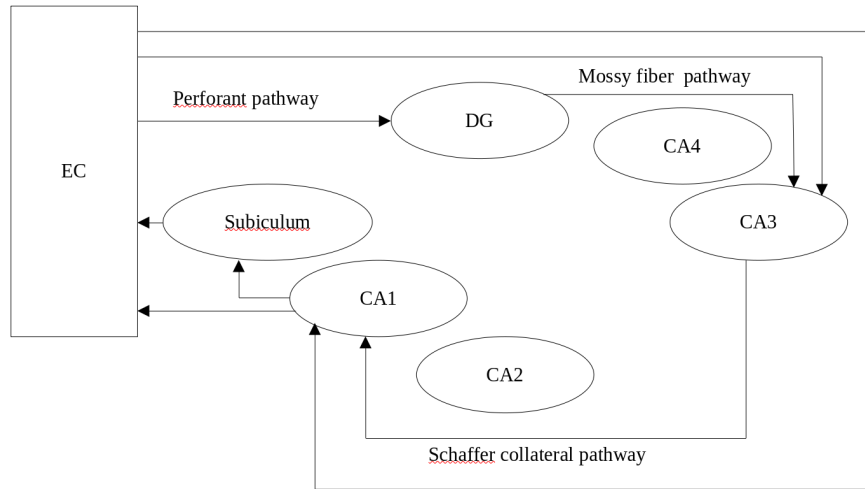 Mossy fiber pathway
Perforant pathway
DG
CA4
EC
Subiculum
CA3
CA1
CA2
Schaffer collateral pathway